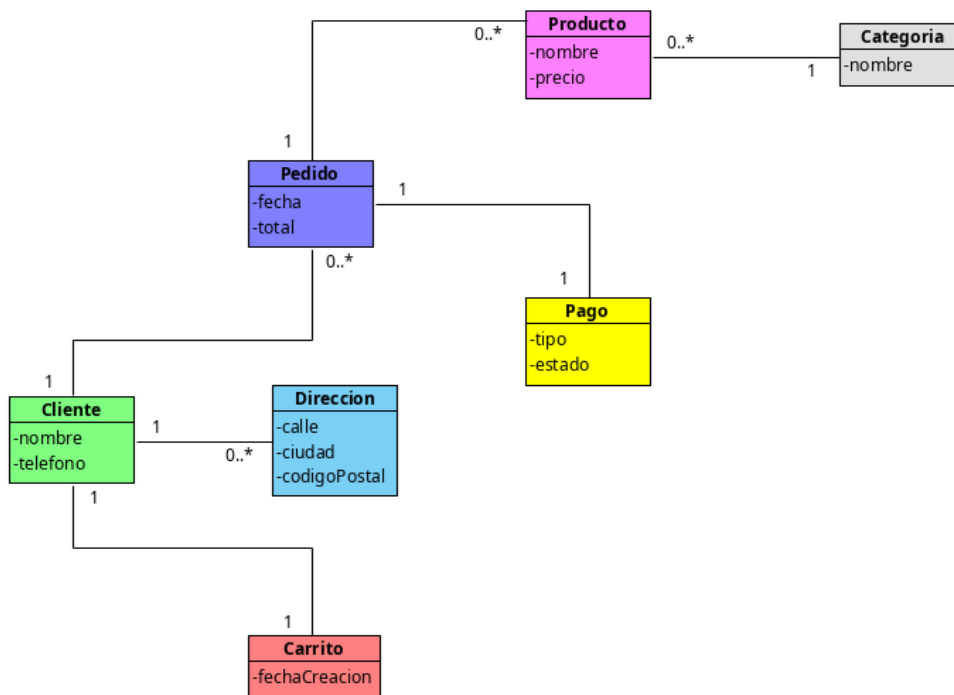 Producto
-nombre
-precio
0..*
0..*
Categoria
-nombre
1
1
Pedido
-fecha
-total
1
0..*
1
Pago
-tipo
-estado
1
Cliente
-nombre
-telefono
1
0..*
Direccion
-calle
-ciudad
-codigoPostal
1
1
Carrito
-fechaCreacion